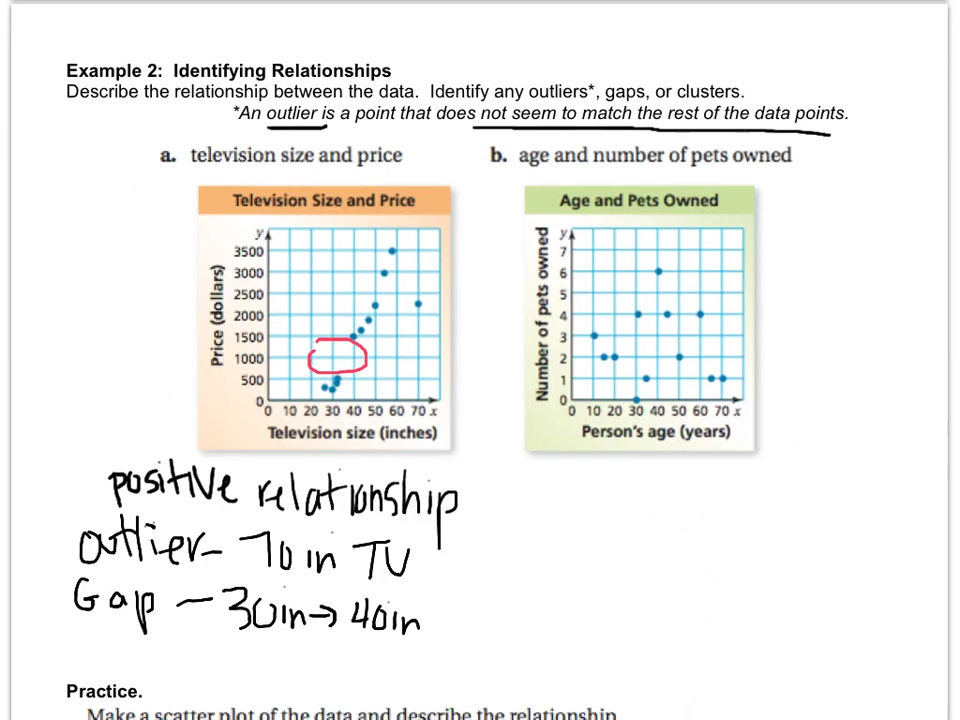 Example 2: Identifying Relationships
Describe the relationship between the data. Identify any outliers*, gaps, or clusters.
*An outlier is a point that does not seem to match the rest of the data points.
a. television size and price
b. age and number of pets owned
Television Size and Price
y
3500
3000
2500
2000
1500
1000
500
0
0 10 20 30 40 50 60 70 x
Price (dollars)
Television size (inches)
Age and Pets Owned
y
7
6
5
4
3
2
1
0
0 10 20 30 40 50 60 70 x
Number of pets owned
Person's age (years)
positive relationship
outlier- 70 in TV
Gap - 30in → 40in
Practice.
Make a scatter plot of the data and describe the relationship